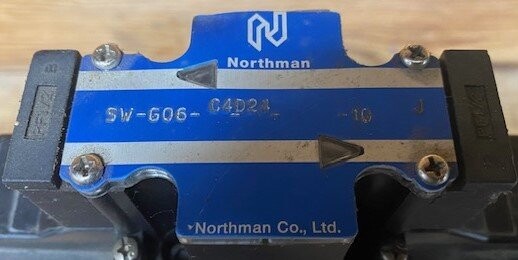 Northman
SW-G06- C4D24 -10 J
Northman Co., Ltd.